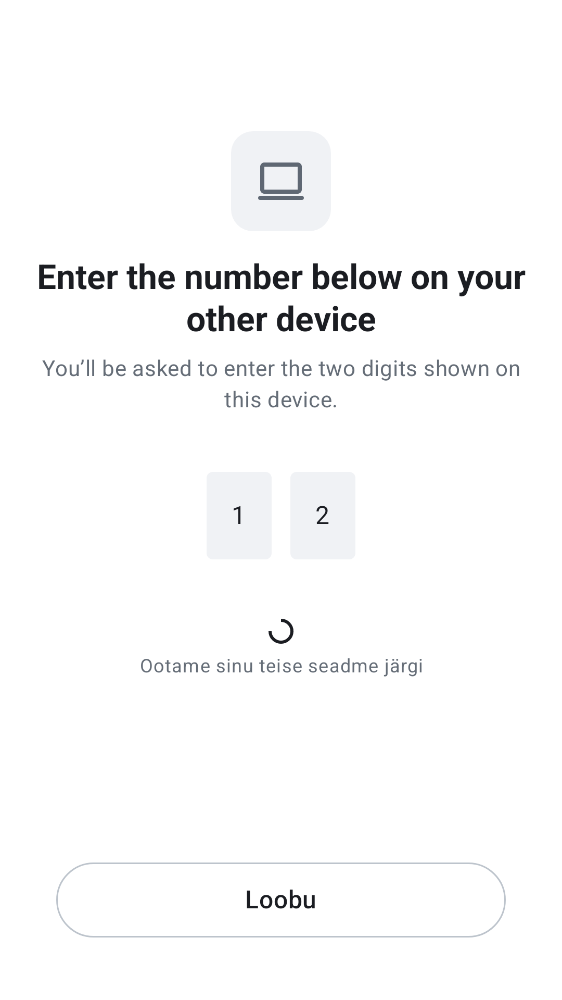 Enter the number below on your
other device
You’ll be asked to enter the two digits shown on
this device.
1 2
Ootame sinu teise seadme järgi
Loobu